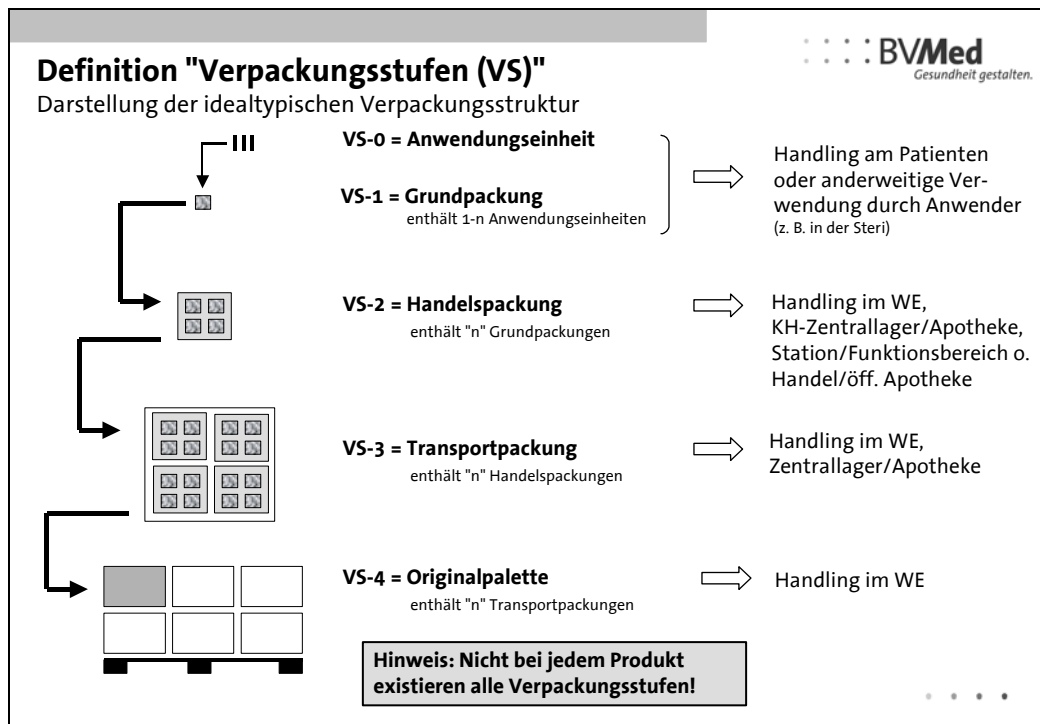 BVMed
Gesundheit gestalten.
Definition "Verpackungsstufen (VS)"
Darstellung der idealtypischen Verpackungsstruktur
VS-0 = Anwendungseinheit
VS-1 = Grundpackung
enthält 1-n Anwendungseinheiten
Handling am Patienten
oder anderweitige Ver-
wendung durch Anwender
(z. B. in der Steri)
VS-2 = Handelspackung
enthält "n" Grundpackungen
Handling im WE,
KH-Zentrallager/Apotheke,
Station/Funktionsbereich o.
Handel/öff. Apotheke
VS-3 = Transportpackung
enthält "n" Handelspackungen
Handling im WE,
Zentrallager/Apotheke
VS-4 = Originalpalette
enthält "n" Transportpackungen
Handling im WE
Hinweis: Nicht bei jedem Produkt
existieren alle Verpackungsstufen!